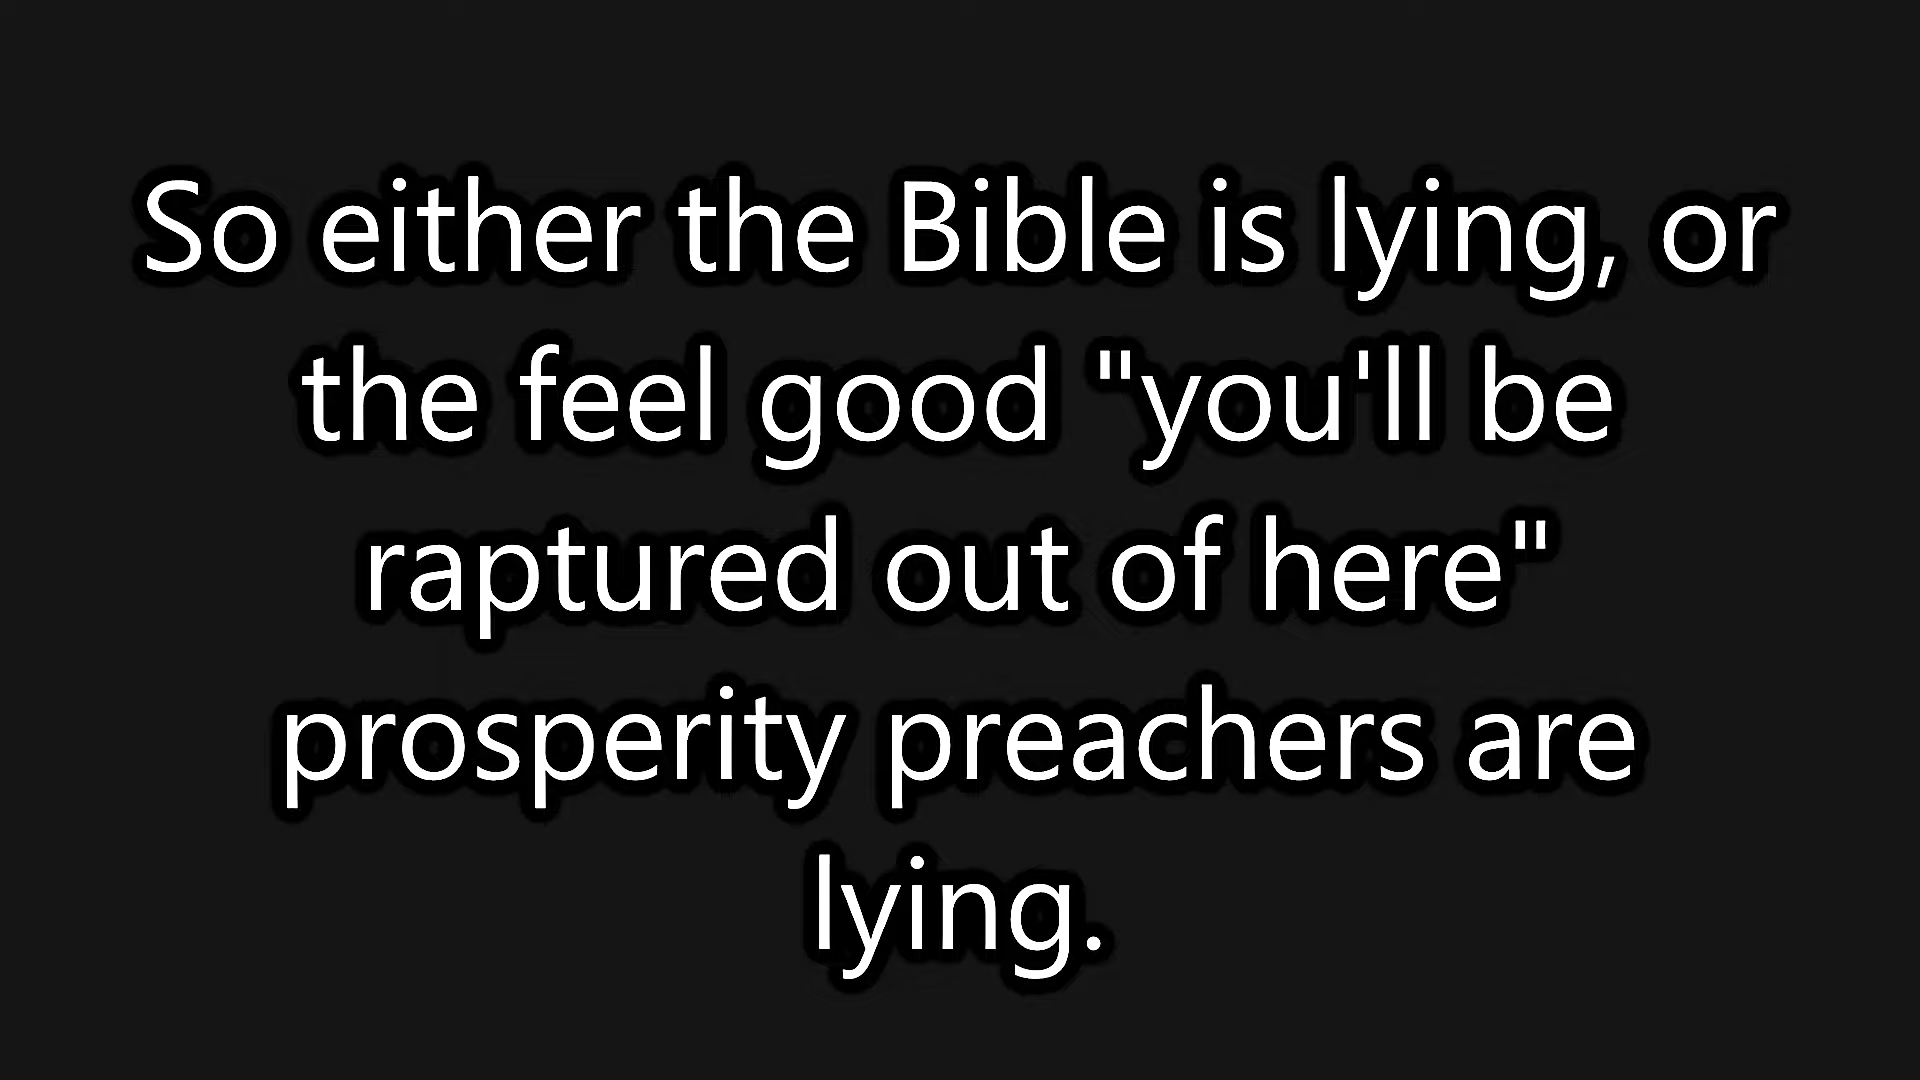 So either the Bible is lying, or
the feel good "you'll be
raptured out of here"
prosperity preachers are
lying.